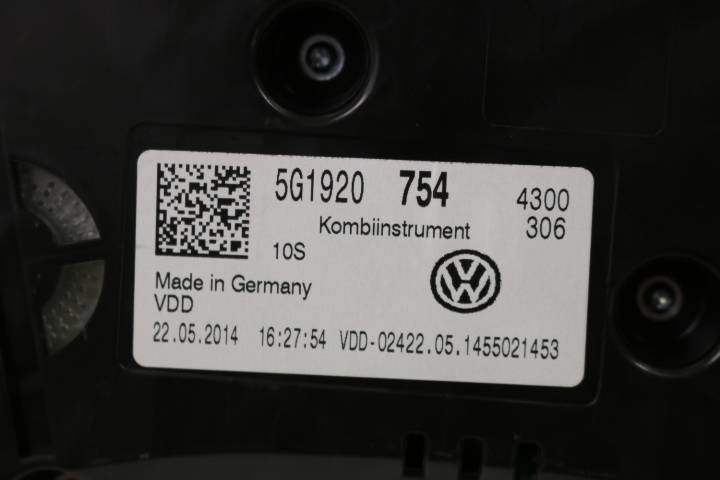 5G1920 754 4300
Kombiinstrument 306
10S
Made in Germany
VDD
22.05.2014 16:27:54 VDD-02422.05.1455021453